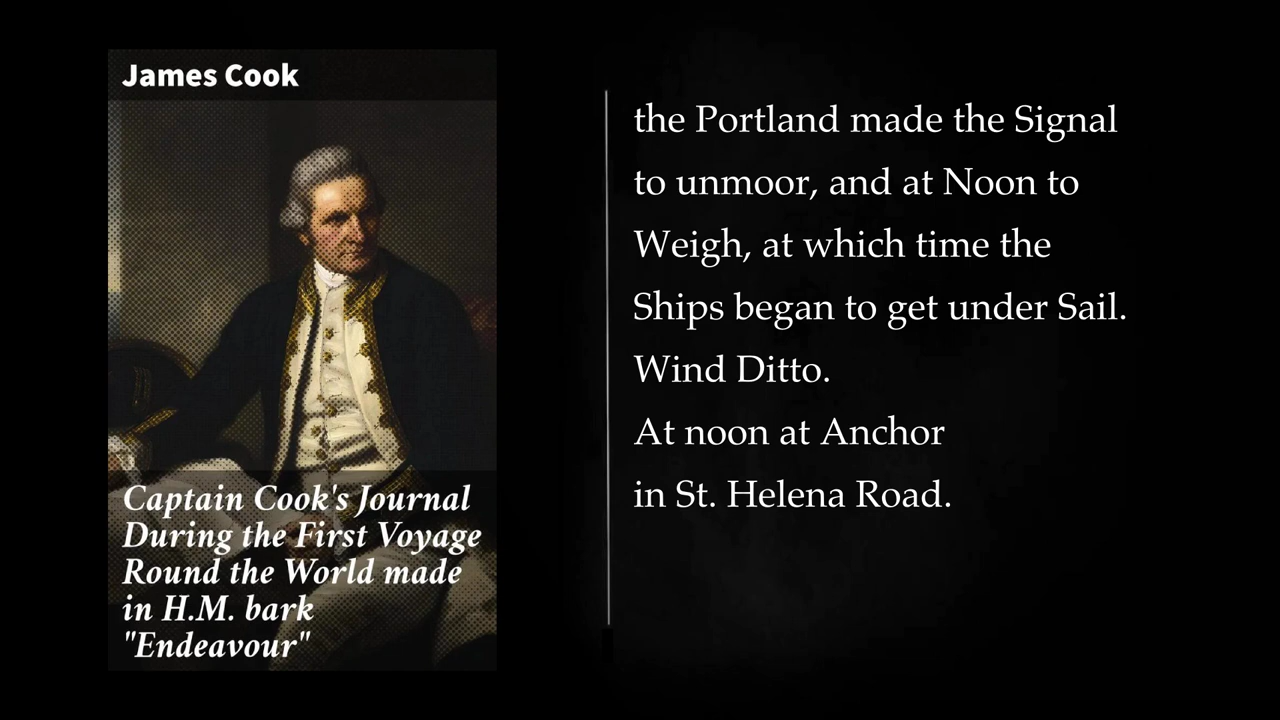 James Cook
Captain Cook's Journal
During the First Voyage
Round the World made
in H.M. bark
"Endeavour"
the Portland made the Signal
to unmoor, and at Noon to
Weigh, at which time the
Ships began to get under Sail.
Wind Ditto.
At noon at Anchor
in St. Helena Road.